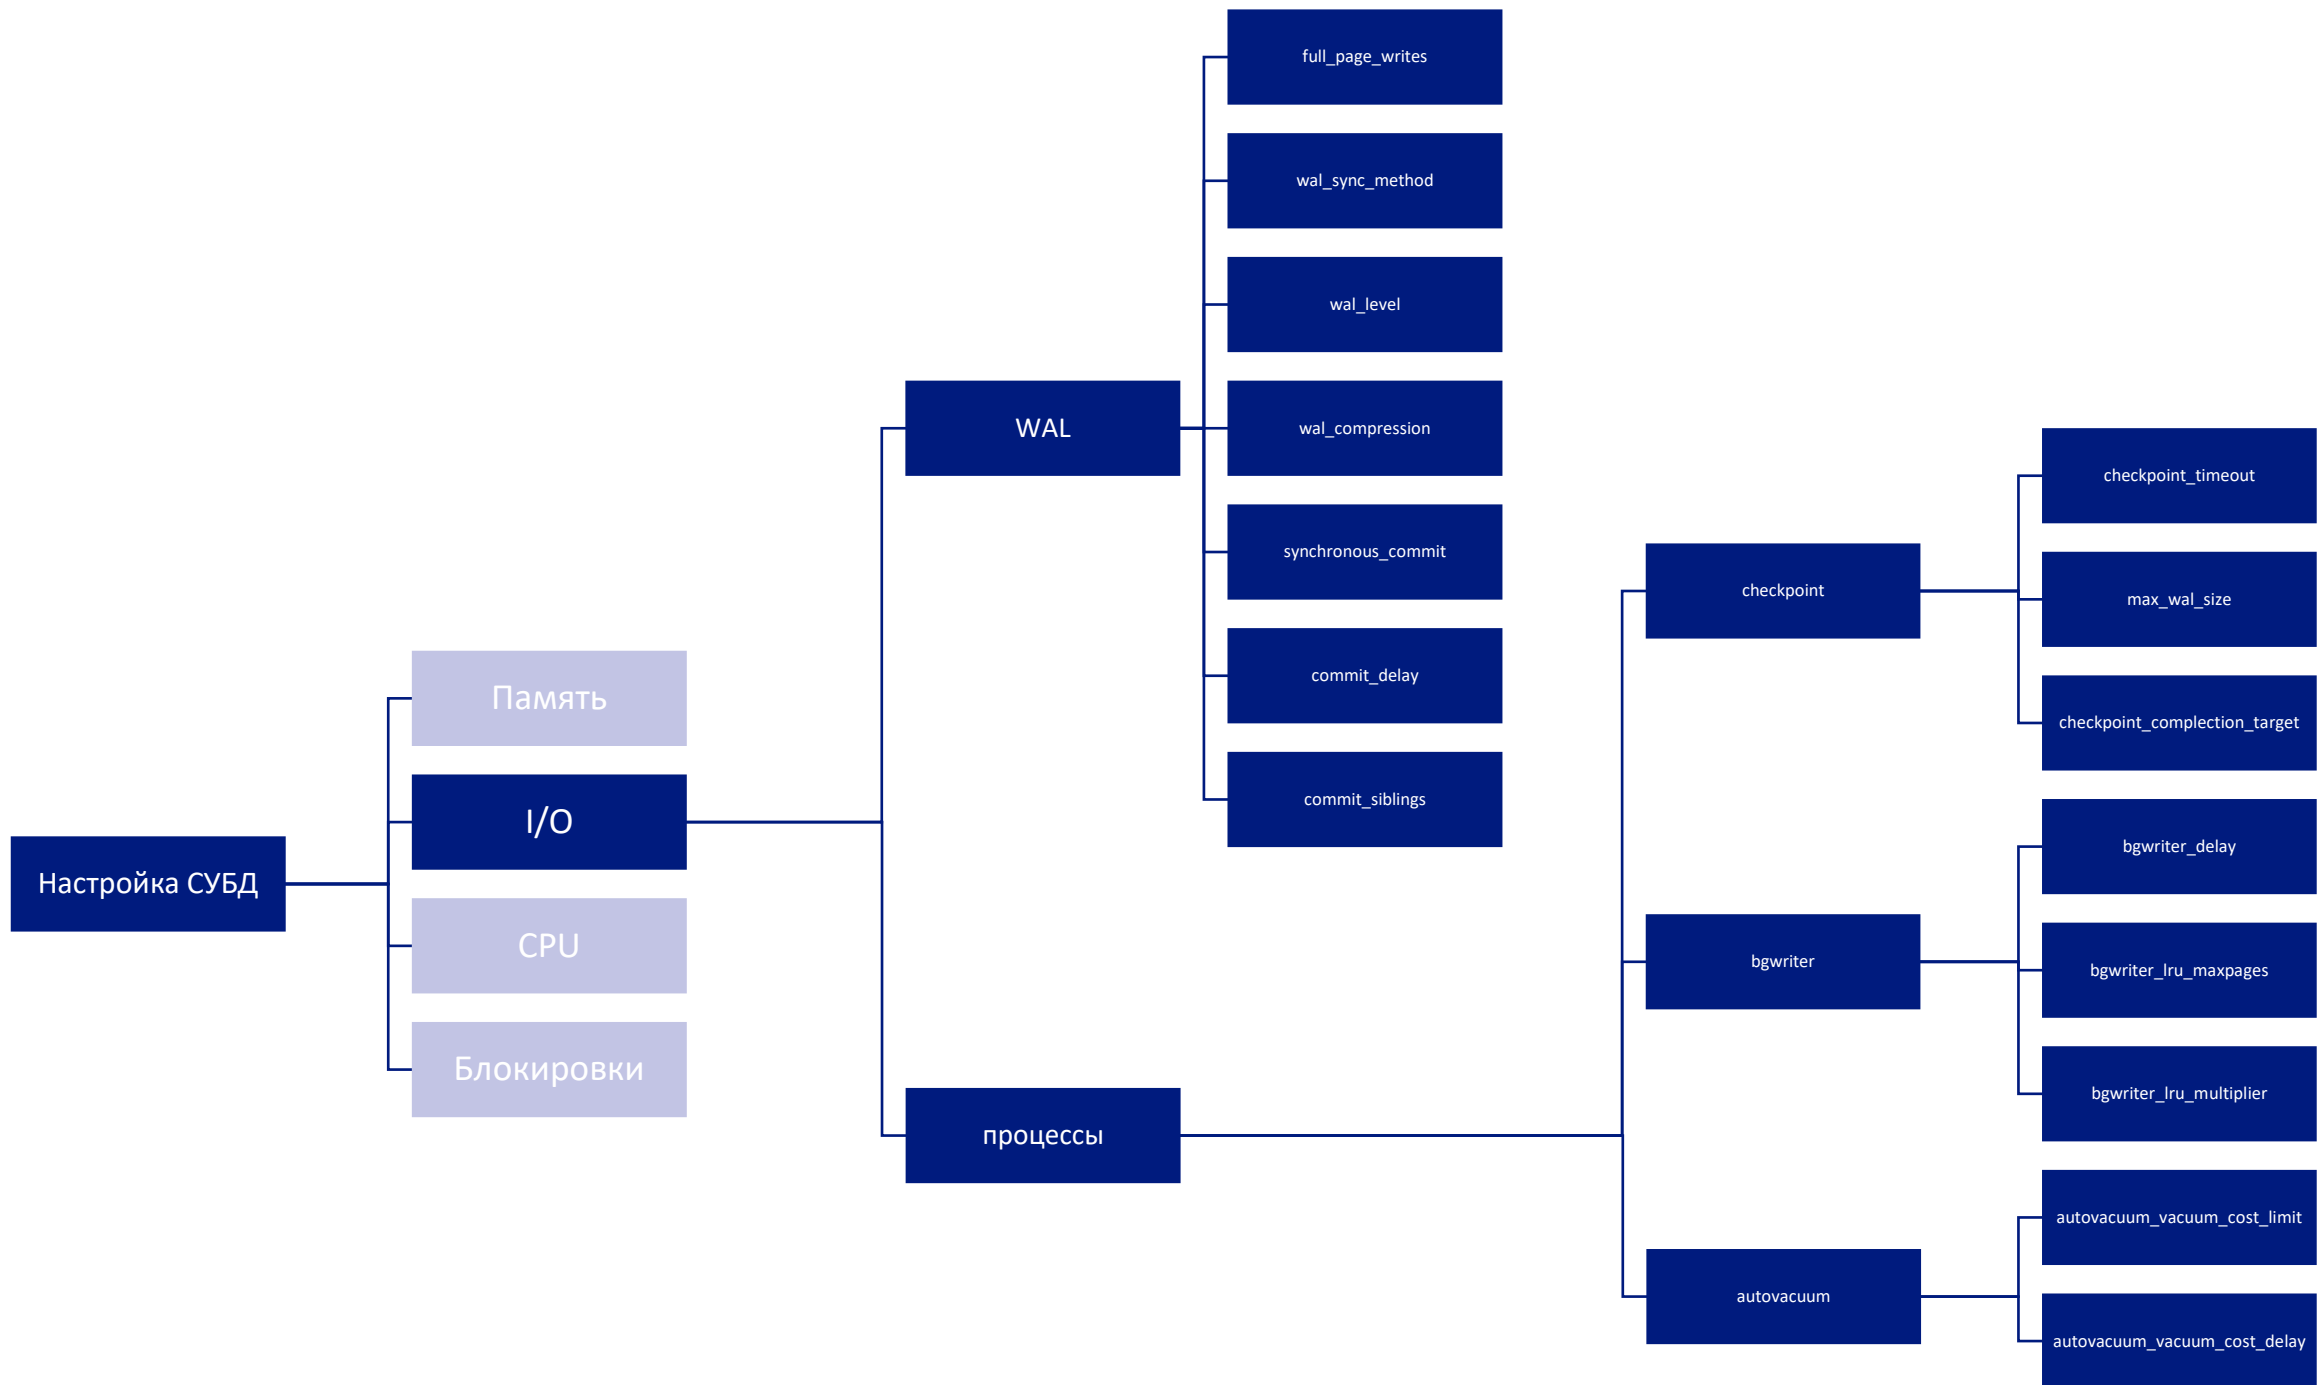 full_page_writes
wal_sync_method
wal_level
WAL
wal_compression
checkpoint_timeout
synchronous_commit
checkpoint
max_wal_size
Память
commit_delay
checkpoint_complection_target
I/O
commit_siblings
bgwriter_delay
Настройка СУБД
CPU
bgwriter
bgwriter_lru_maxpages
Блокировки
процессы
bgwriter_lru_multiplier
autovacuum_vacuum_cost_limit
autovacuum
autovacuum_vacuum_cost_delay